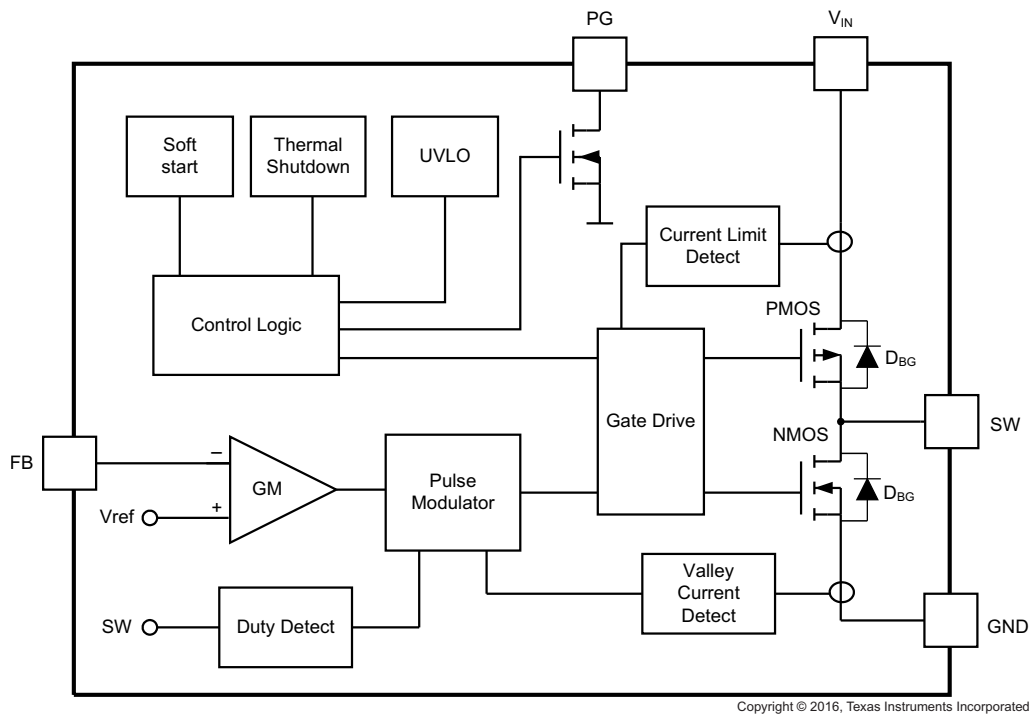 PG
VIN
Soft
start
Thermal
Shutdown
UVLO
Current Limit
Detect
Control Logic
PMOS
DBG
Gate Drive
SW
NMOS
DBG
FB
−
GM
+
Vref
Pulse
Modulator
Valley
Current
Detect
SW
Duty Detect
GND
Copyright © 2016, Texas Instruments Incorporated